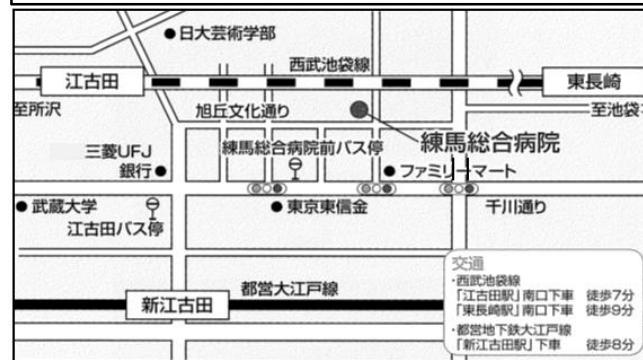 日大芸術学部
西武池袋線
江古田
東長崎
至所沢
旭丘文化通り
至池袋
練馬総合病院
三菱UFJ
銀行
練馬総合病院前バス停
ファミリーマート
武蔵大学
江古田バス停
東京東信金
千川通り
新江古田
都営大江戸線
交通
・西武池袋線
「江古田駅」南口下車 徒歩7分
「東長崎駅」南口下車 徒歩9分
・都営地下鉄大江戸線
「新江古田駅」下車 徒歩8分